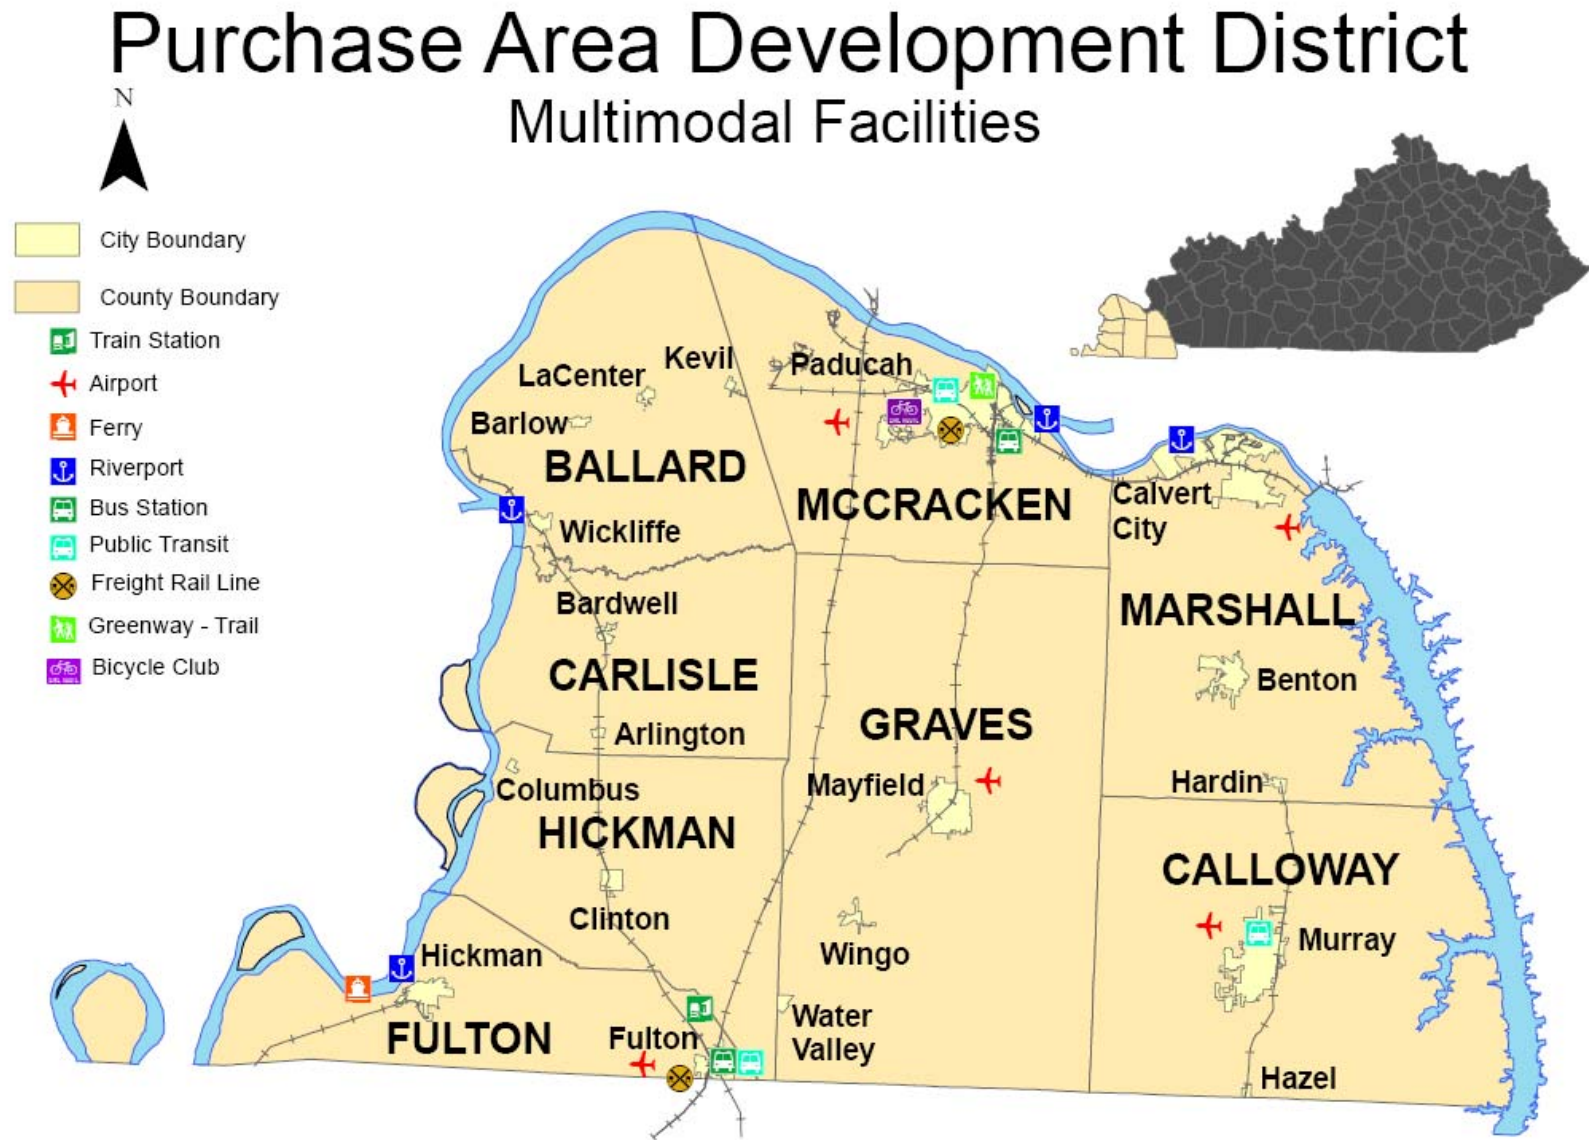 Purchase Area Development District
Multimodal Facilities
N
City Boundary
County Boundary
Train Station
Airport
Ferry
Riverport
Bus Station
Public Transit
Freight Rail Line
Greenway - Trail
Bicycle Club
Kevil
Paducah
LaCenter
Barlow
BALLARD
MCCRACKEN
Calvert
City
Wickliffe
Bardwell
MARSHALL
CARLISLE
Benton
GRAVES
Arlington
Mayfield
Hardin
Columbus
HICKMAN
CALLOWAY
Clinton
Wingo
Murray
Hickman
FULTON
Fulton
Water
Valley
Hazel